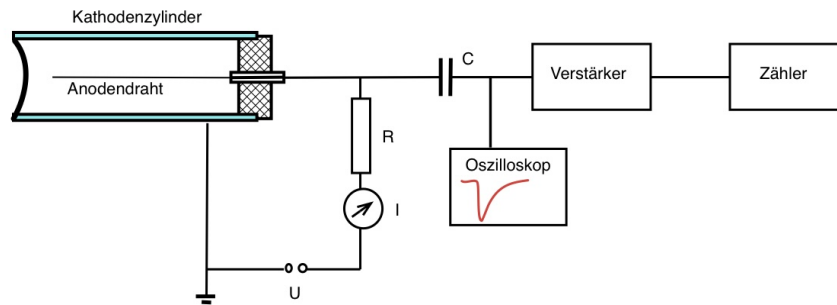 Kathodenzylinder
Anodendraht
C
Verstärker
Zähler
R
Oszilloskop
I
U